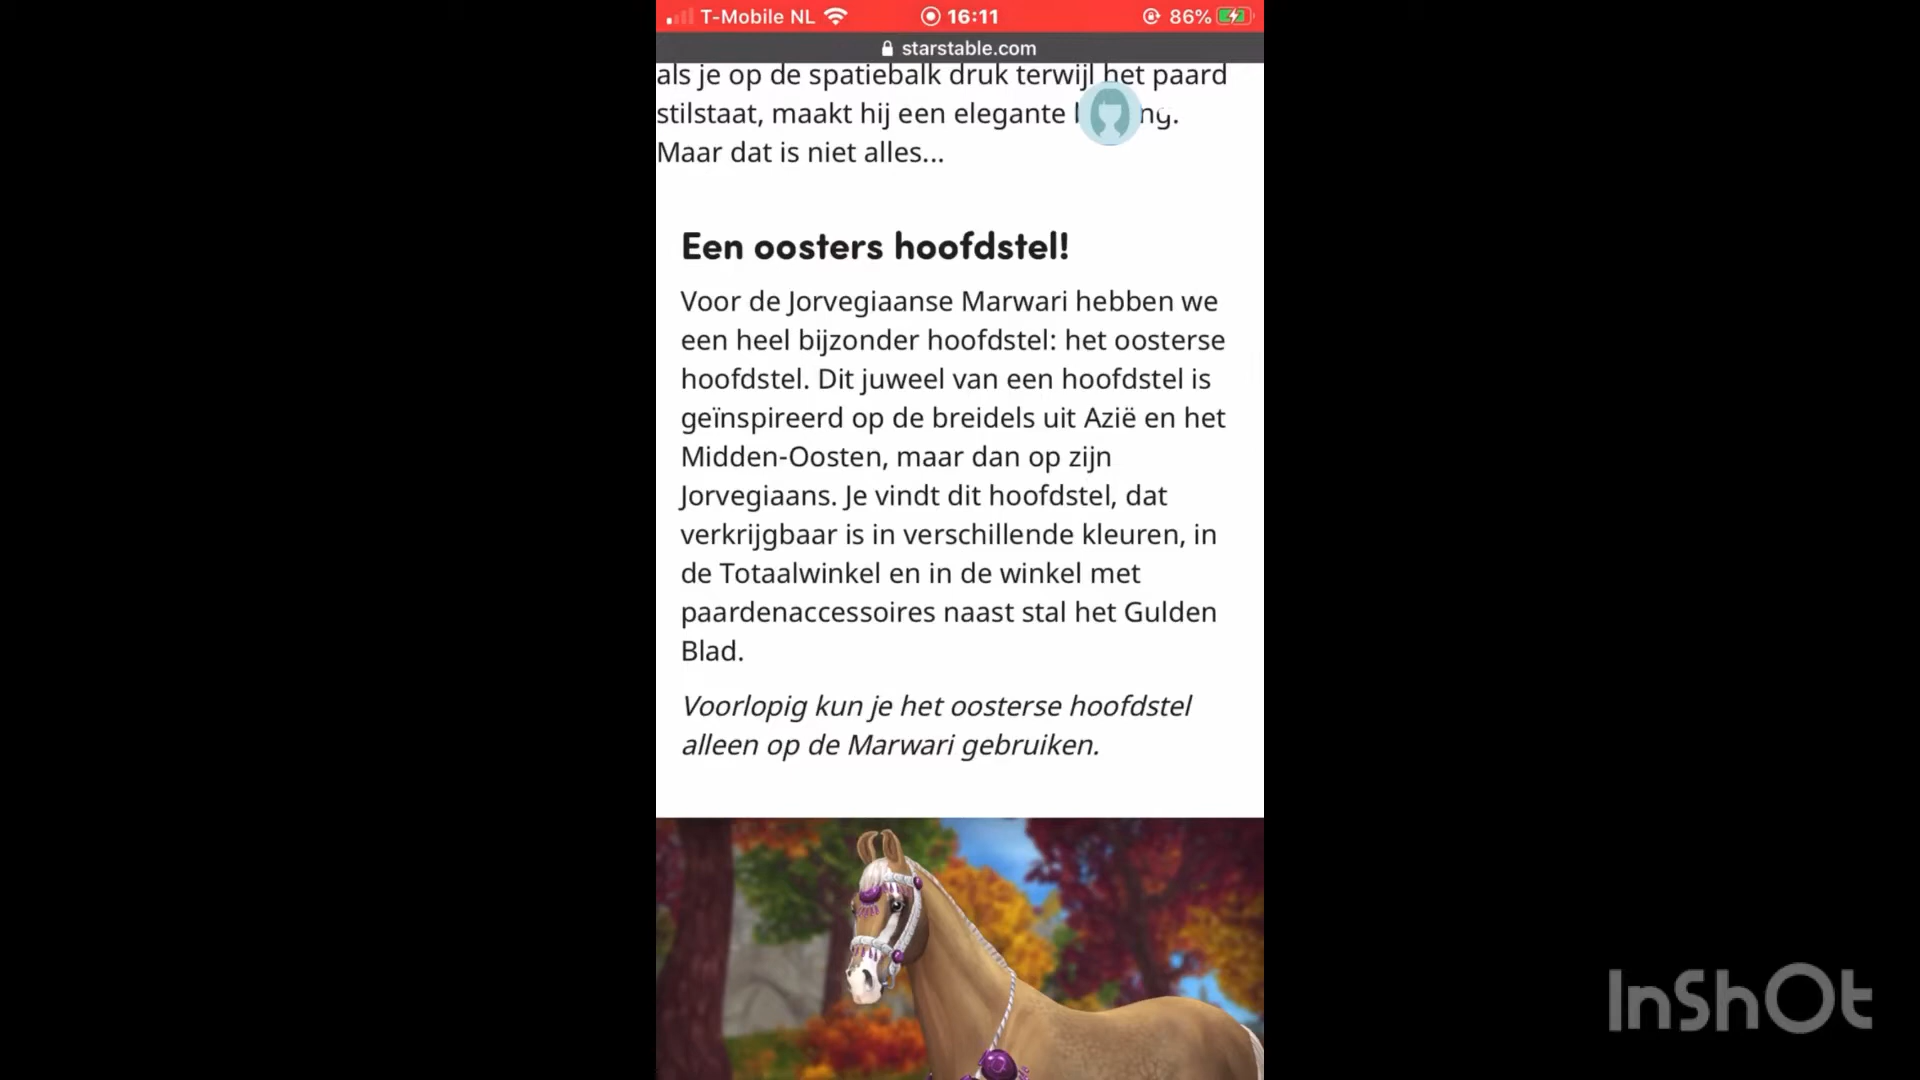 T-Mobile NL 16:11 86%
starstable.com
als je op de spatiebalk druk terwijl het paard
stilstaat, maakt hij een elegante
Maar dat is niet alles...
Een oosters hoofdstel!
Voor de Jorvegiaanse Marwari hebben we
een heel bijzonder hoofdstel: het oosterse
hoofdstel. Dit juweel van een hoofdstel is
geïnspireerd op de breidels uit Azië en het
Midden-Oosten, maar dan op zijn
Jorvegiaans. Je vindt dit hoofdstel, dat
verkrijgbaar is in verschillende kleuren, in
de Totaalwinkel en in de winkel met
paardenaccessoires naast stal het Gulden
Blad.
Voorlopig kun je het oosterse hoofdstel
alleen op de Marwari gebruiken.
InShOt